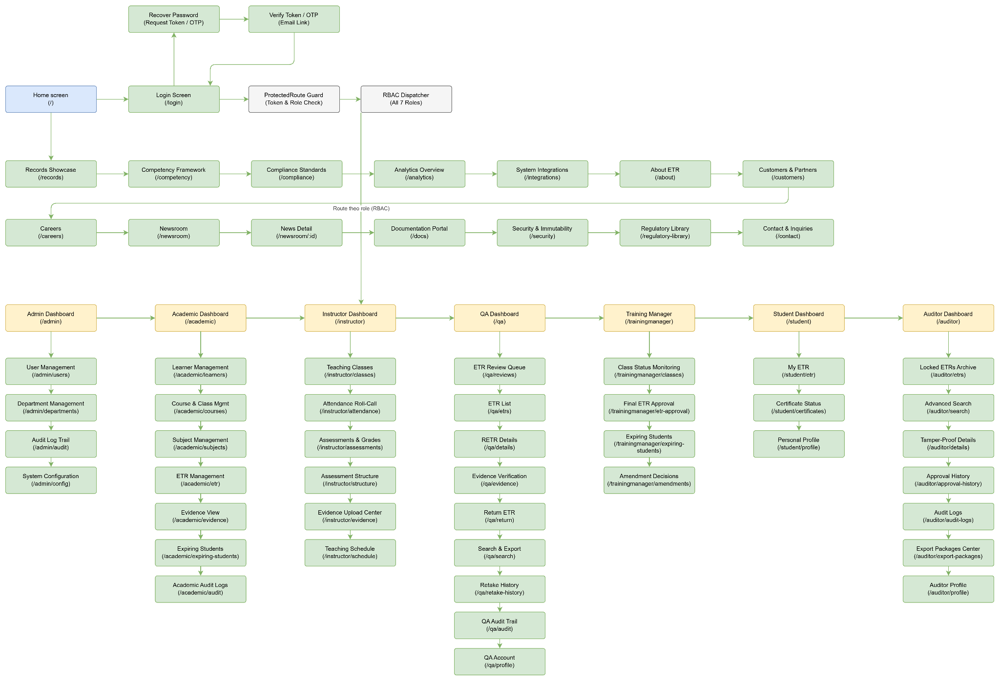 Recover Password
(Request Token / OTP)
Verify Token / OTP
(Email Link)
Home screen
(/)
Login Screen
(/login)
ProtectedRoute Guard
(Token & Role Check)
RBAC Dispatcher
(All 7 Roles)
Records Showcase
(/records)
Competency Framework
(/competency)
Compliance Standards
(/compliance)
Analytics Overview
(/analytics)
System Integrations
(/integrations)
About ETR
(/about)
Customers & Partners
(/customers)
Route theo role (RBAC)
Careers
(/careers)
Newsroom
(/newsroom)
News Detail
(/newsroom/:id)
Documentation Portal
(/docs)
Security & Immutability
(/security)
Regulatory Library
(/regulatory-library)
Contact & Inquiries
(/contact)
Admin Dashboard
(/admin)
Academic Dashboard
(/academic)
Instructor Dashboard
(/instructor)
QA Dashboard
(/qa)
Training Manager
(/trainingmanager)
Student Dashboard
(/student)
Auditor Dashboard
(/auditor)
User Management
(/admin/users)
Department Management
(/admin/departments)
Audit Log Trail
(/admin/audit)
System Configuration
(/admin/config)
Learner Management
(/academic/learners)
Course & Class Mgmt
(/academic/courses)
Subject Management
(/academic/subjects)
ETR Management
(/academic/etr)
Evidence View
(/academic/evidence)
Expiring Students
(/academic/expiring-students)
Academic Audit Logs
(/academic/audit)
Teaching Classes
(/instructor/classes)
Attendance Roll-Call
(/instructor/attendance)
Assessments & Grades
(/instructor/assessments)
Assessment Structure
(/instructor/structure)
Evidence Upload Center
(/instructor/evidence)
Teaching Schedule
(/instructor/schedule)
ETR Review Queue
(/qa/reviews)
ETR List
(/qa/etrs)
RETR Details
(/qa/details)
Evidence Verification
(/qa/evidence)
Return ETR
(/qa/return)
Search & Export
(/qa/search)
Retake History
(/qa/retake-history)
QA Audit Trail
(/qa/audit)
QA Account
(/qa/profile)
Class Status Monitoring
(/trainingmanager/classes)
Final ETR Approval
(/trainingmanager/etr-approval)
Expiring Students
(/trainingmanager/expiring-
students)
Amendment Decisions
(/trainingmanager/amendments)
My ETR
(/student/etr)
Certificate Status
(/student/certificates)
Personal Profile
(/student/profile)
Locked ETRs Archive
(/auditor/etrs)
Advanced Search
(/auditor/search)
Tamper-Proof Details
(/auditor/details)
Approval History
(/auditor/approval-history)
Audit Logs
(/auditor/audit-logs)
Export Packages Center
(/auditor/export-packages)
Auditor Profile
(/auditor/profile)